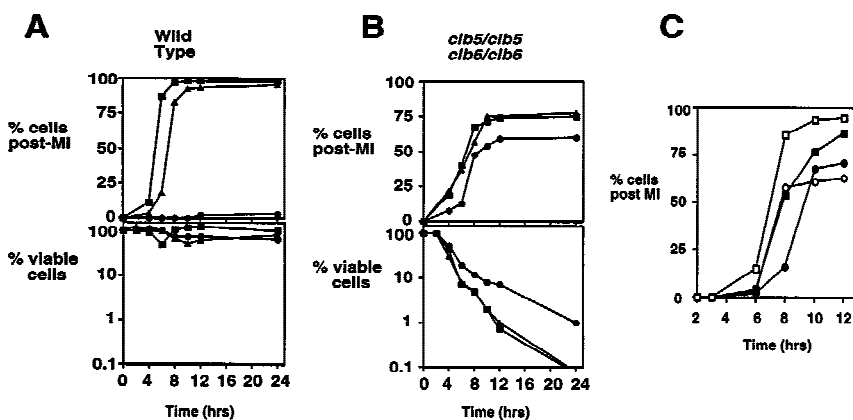 A
Wild
Type
% cells
post-MI
100
75
50
25
0
% viable
cells
100
10
1
0.1
0 4 8 12 16 20 24
Time (hrs)
B
clb5/clb5
clb6/clb6
% cells
post-MI
100
75
50
25
0
% viable
cells
100
10
1
0.1
0 4 8 12 16 20 24
Time (hrs)
C
% cells
post MI
100
75
50
25
0
2 4 6 8 10 12
Time (hrs)